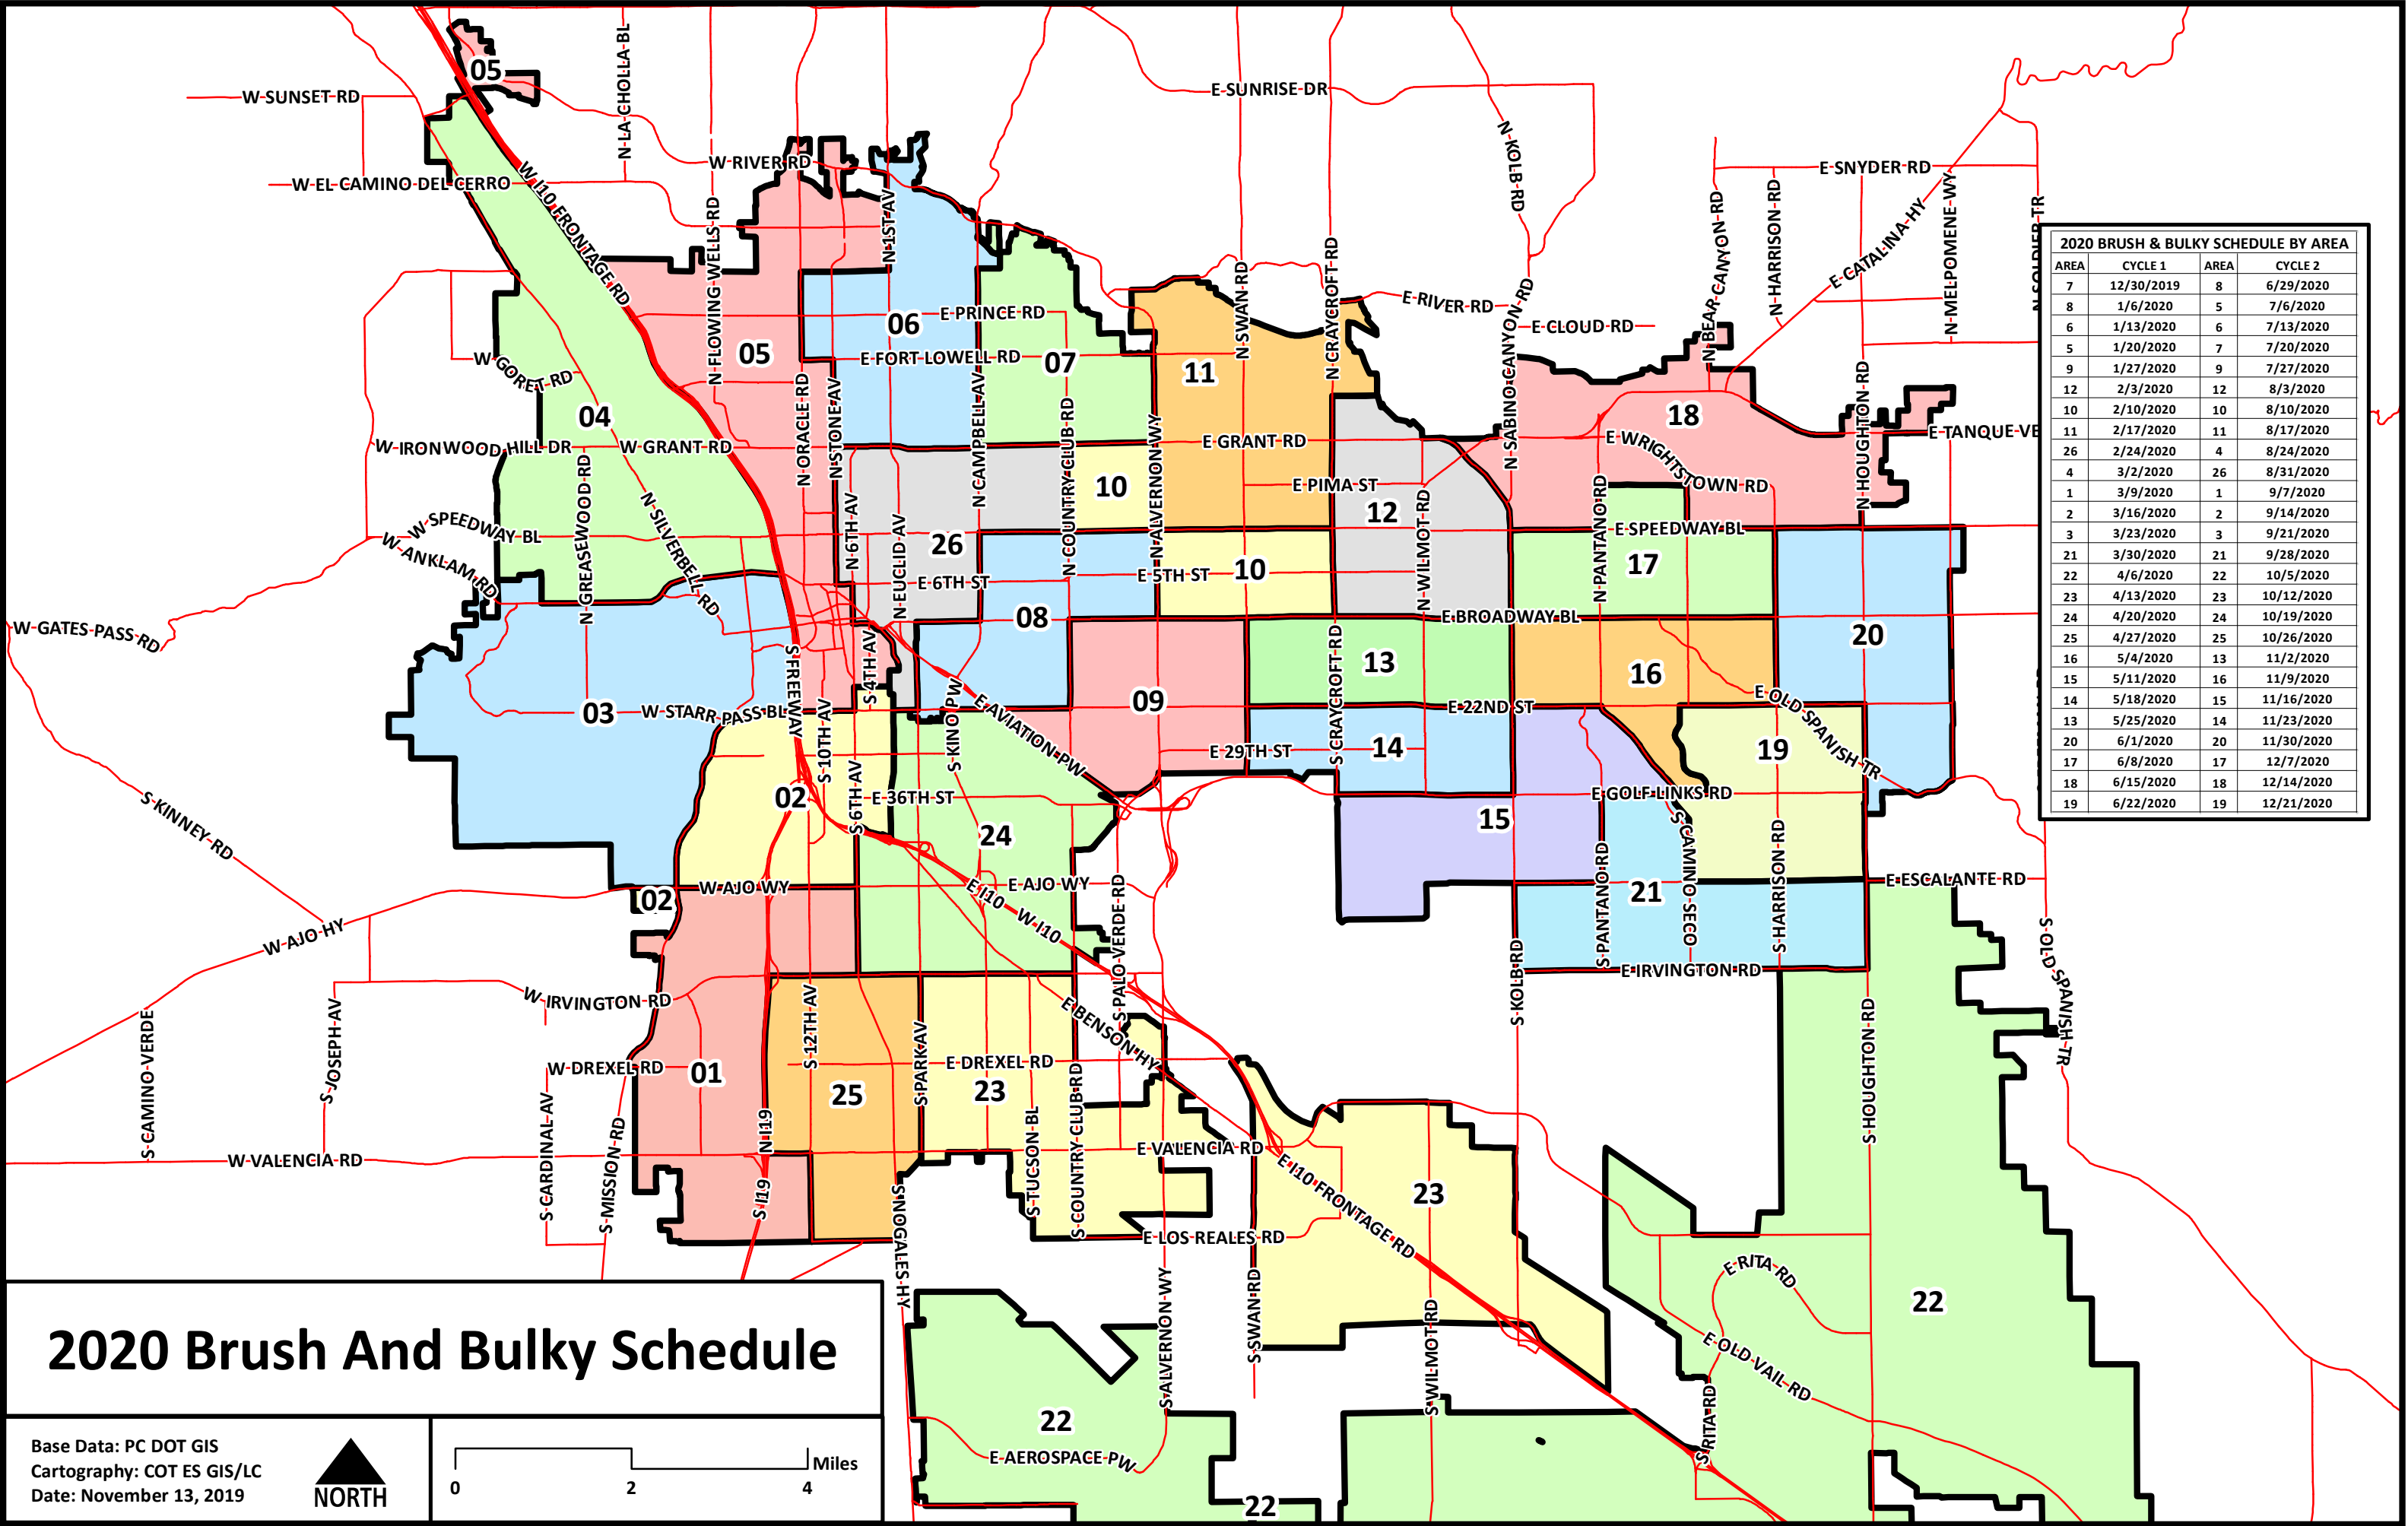 05
W SUNSET RD
N LA CHOLLA BL
E SUNRISE DR
W RIVER RD
N KOLB RD
E SNYDER RD
W EL CAMINO DEL CERRO
W I10 FRONTAGE RD
N FLOWING WELLS RD
N 1ST AV
N SWAN RD
N CRAYCROFT RD
N SABINO CANYON RD
N BEAR CANYON RD
N HARRISON RD
E CATALINA HY
N MELPOMENE WY
N SOLDIER TR
E RIVER RD
E CLOUD RD
E PRINCE RD
06
05
E FORT LOWELL RD
07
11
W GORET RD
04
18
N ORACLE RD
N STONE AV
N CAMPBELL AV
N COUNTRY CLUB RD
N ALVERNON WY
N HOUGHTON RD
W IRONWOOD HILL DR
W GRANT RD
E GRANT RD
E WRIGHTSTOWN RD
E TANQUE VE
10
E PIMA ST
12
N GREASEWOOD RD
N SILVERBELL RD
N 6TH AV
N EUCLID AV
N WILMOT RD
N PANTANO RD
W SPEEDWAY BL
E SPEEDWAY BL
W ANKLAM RD
26
E 6TH ST
E 5TH ST
10
17
W GATES PASS RD
08
E BROADWAY BL
20
S FREEWAY
S 4TH AV
S CRAYCROFT RD
13
16
03
W STARR PASS BL
S 10TH AV
S KINO PW
E AVIATION PW
09
E 22ND ST
E OLD SPANISH TR
E 29TH ST
14
19
S KINNEY RD
02
S 6TH AV
E 36TH ST
24
15
E GOLF LINKS RD
S CAMINO SECO
S HARRISON RD
S PANTANO RD
02
W AJO WY
E AJO WY
E I10
W I10
S PALO VERDE RD
21
E ESCALANTE RD
W AJO HY
S KOLB RD
E IRVINGTON RD
S OLD SPANISH TR
W IRVINGTON RD
S CAMINO VERDE
S JOSEPH AV
S 12TH AV
S PARK AV
E BENSON HY
S HOUGHTON RD
W DREXEL RD
01
E DREXEL RD
25
23
S CARDINAL AV
S MISSION RD
N I19
S I19
S TUCSON BL
S COUNTRY CLUB RD
W VALENCIA RD
E VALENCIA RD
E I10 FRONTAGE RD
23
S NOGALES HY
E LOS REALES RD
S ALVERNON WY
S SWAN RD
S WILMOT RD
E RITA RD
22
E OLD VAIL RD
S RITA RD
22
E AEROSPACE PW
22
2020 BRUSH & BULKY SCHEDULE BY AREA
AREA CYCLE 1 AREA CYCLE 2
7 12/30/2019 8 6/29/2020
8 1/6/2020 5 7/6/2020
6 1/13/2020 6 7/13/2020
5 1/20/2020 7 7/20/2020
9 1/27/2020 9 7/27/2020
12 2/3/2020 12 8/3/2020
10 2/10/2020 10 8/10/2020
11 2/17/2020 11 8/17/2020
26 2/24/2020 4 8/24/2020
4 3/2/2020 26 8/31/2020
1 3/9/2020 1 9/7/2020
2 3/16/2020 2 9/14/2020
3 3/23/2020 3 9/21/2020
21 3/30/2020 21 9/28/2020
22 4/6/2020 22 10/5/2020
23 4/13/2020 23 10/12/2020
24 4/20/2020 24 10/19/2020
25 4/27/2020 25 10/26/2020
16 5/4/2020 13 11/2/2020
15 5/11/2020 16 11/9/2020
14 5/18/2020 15 11/16/2020
13 5/25/2020 14 11/23/2020
20 6/1/2020 20 11/30/2020
17 6/8/2020 17 12/7/2020
18 6/15/2020 18 12/14/2020
19 6/22/2020 19 12/21/2020
2020 Brush And Bulky Schedule
Base Data: PC DOT GIS
Cartography: COT ES GIS/LC
Date: November 13, 2019
NORTH
Miles
0 2 4